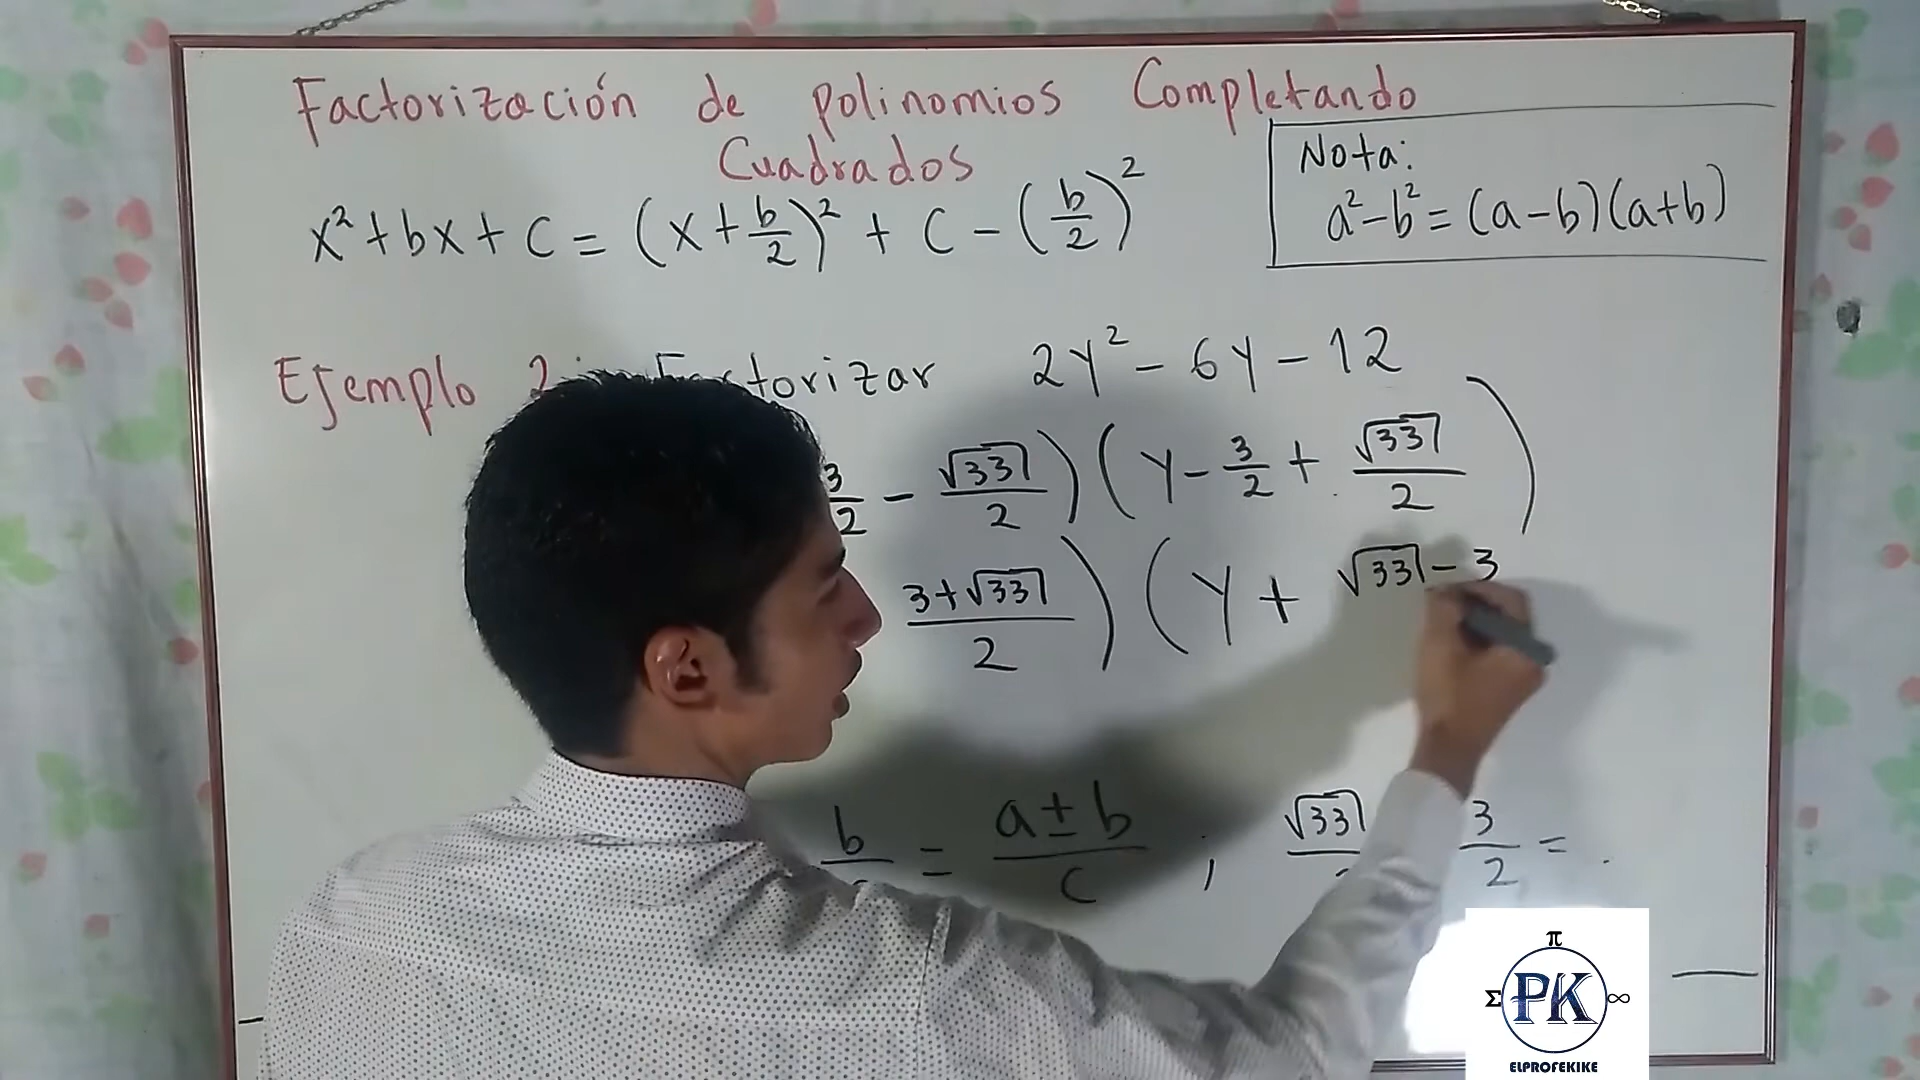 Factorización de polinomios Completando
Cuadrados
Nota:
a² - b² = (a - b)(a + b)
x² + bx + c = (x + b/2)² + c - (b/2)²
Ejemplo 2: Factorizar 2y² - 6y - 12
3/2 - √33/2)(y - 3/2 + √33/2)
3+√33/2)(y + √33 - 3
b/ = a ± b/c ; √33/ 3/2 =
π
Σ PK ∞
ELPROFEKIKE